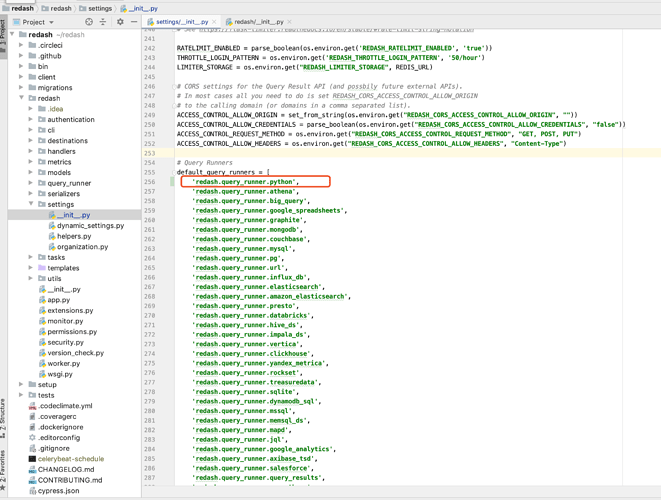 redash
redash
settings
__init__.py
Project
settings/__init__.py
redash/__init__.py
1: Project
redash ~/redash
.circleci
.github
bin
client
migrations
redash
.idea
authentication
cli
destinations
handlers
metrics
models
query_runner
serializers
settings
__init__.py
dynamic_settings.py
helpers.py
organization.py
tasks
templates
utils
__init__.py
app.py
extensions.py
monitor.py
permissions.py
security.py
version_check.py
worker.py
wsgi.py
setup
tests
.codeclimate.yml
.coveragerc
.dockerignore
.editorconfig
.gitignore
celerybeat-schedule
CHANGELOG.md
CONTRIBUTING.md
cypress.json
Z: Structure
2: Favorites
241
242 RATELIMIT_ENABLED = parse_boolean(os.environ.get('REDASH_RATELIMIT_ENABLED', 'true'))
243 THROTTLE_LOGIN_PATTERN = os.environ.get('REDASH_THROTTLE_LOGIN_PATTERN', '50/hour')
244 LIMITER_STORAGE = os.environ.get("REDASH_LIMITER_STORAGE", REDIS_URL)
245
246 # CORS settings for the Query Result API (and possbily future external APIs).
247 # In most cases all you need to do is set REDASH_CORS_ACCESS_CONTROL_ALLOW_ORIGIN
248 # to the calling domain (or domains in a comma separated list).
249 ACCESS_CONTROL_ALLOW_ORIGIN = set_from_string(os.environ.get("REDASH_CORS_ACCESS_CONTROL_ALLOW_ORIGIN", ""))
250 ACCESS_CONTROL_ALLOW_CREDENTIALS = parse_boolean(os.environ.get("REDASH_CORS_ACCESS_CONTROL_ALLOW_CREDENTIALS", "false"))
251 ACCESS_CONTROL_REQUEST_METHOD = os.environ.get("REDASH_CORS_ACCESS_CONTROL_REQUEST_METHOD", "GET, POST, PUT")
252 ACCESS_CONTROL_ALLOW_HEADERS = os.environ.get("REDASH_CORS_ACCESS_CONTROL_ALLOW_HEADERS", "Content-Type")
253
254 # Query Runners
255 default_query_runners = [
256 'redash.query_runner.python',
257 'redash.query_runner.athena',
258 'redash.query_runner.big_query',
259 'redash.query_runner.google_spreadsheets',
260 'redash.query_runner.graphite',
261 'redash.query_runner.mongodb',
262 'redash.query_runner.couchbase',
263 'redash.query_runner.mysql',
264 'redash.query_runner.pg',
265 'redash.query_runner.url',
266 'redash.query_runner.influx_db',
267 'redash.query_runner.elasticsearch',
268 'redash.query_runner.amazon_elasticsearch',
269 'redash.query_runner.presto',
270 'redash.query_runner.databricks',
271 'redash.query_runner.hive_ds',
272 'redash.query_runner.impala_ds',
273 'redash.query_runner.vertica',
274 'redash.query_runner.clickhouse',
275 'redash.query_runner.yandex_metrica',
276 'redash.query_runner.rockset',
277 'redash.query_runner.treasuredata',
278 'redash.query_runner.sqlite',
279 'redash.query_runner.dynamodb_sql',
280 'redash.query_runner.mssql',
281 'redash.query_runner.memsql_ds',
282 'redash.query_runner.mapd',
283 'redash.query_runner.jql',
284 'redash.query_runner.google_analytics',
285 'redash.query_runner.axibase_tsd',
286 'redash.query_runner.salesforce',
287 'redash.query_runner.query_results',